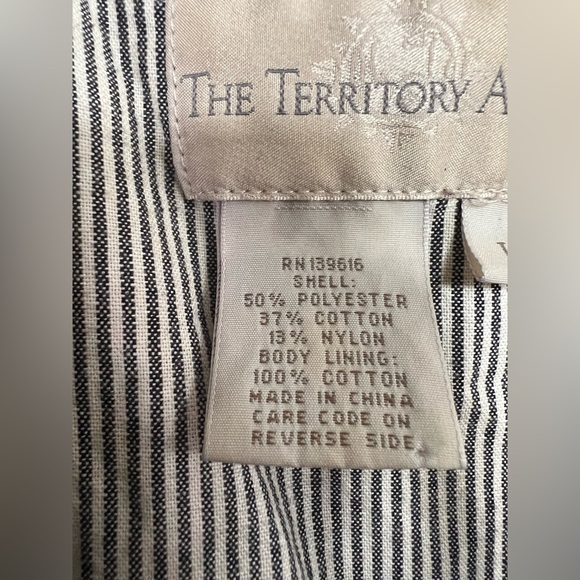 THE TERRITORY A
RN139616
SHELL:
50% POLYESTER
37% COTTON
13% NYLON
BODY LINING:
100% COTTON
MADE IN CHINA
CARE CODE ON
REVERSE SIDE